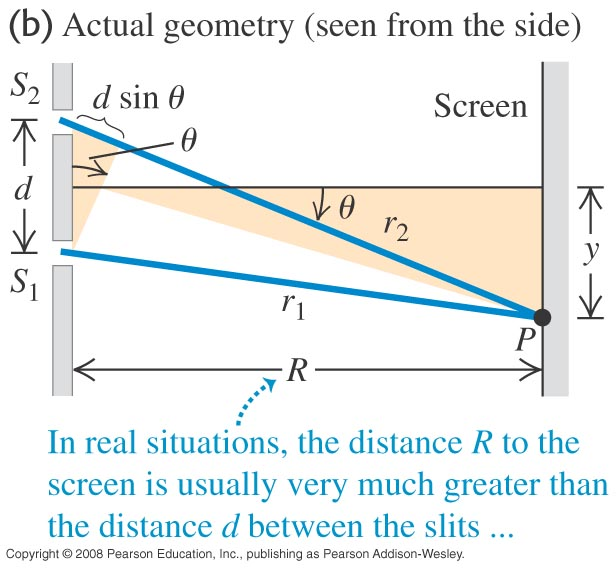 (b) Actual geometry (seen from the side)
S₂
d sin θ
Screen
θ
d
θ
r₂
y
S₁
r₁
P
R
In real situations, the distance R to the
screen is usually very much greater than
the distance d between the slits ...
Copyright © 2008 Pearson Education, Inc., publishing as Pearson Addison-Wesley.